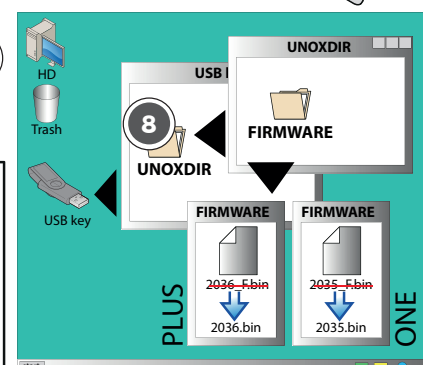 UNOXDIR
HD
USB
FIRMWARE
8
Trash
UNOXDIR
USB key
FIRMWARE
2036_F.bin
2036.bin
PLUS
FIRMWARE
2035_F.bin
2035.bin
ONE